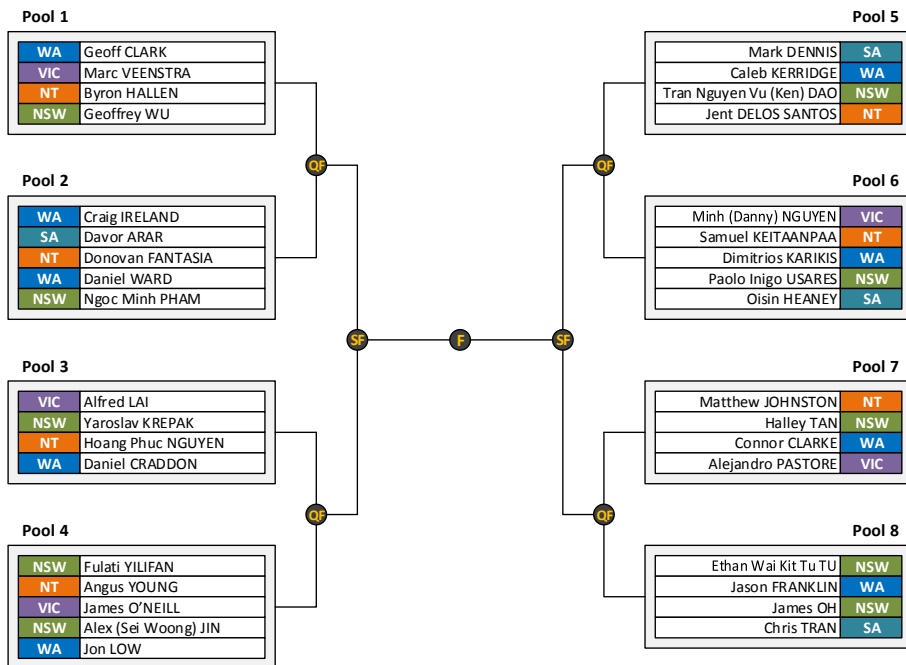 Pool 1
WA Geoff CLARK
VIC Marc VEENSTRA
NT Byron HALLEN
NSW Geoffrey WU
Pool 2
WA Craig IRELAND
SA Davor ARAR
NT Donovan FANTASIA
WA Daniel WARD
NSW Ngoc Minh PHAM
Pool 3
VIC Alfred LAI
NSW Yaroslav KREPAK
NT Hoang Phuc NGUYEN
WA Daniel CRADDON
Pool 4
NSW Fulati YILIFAN
NT Angus YOUNG
VIC James O'NEILL
NSW Alex (Sei Woong) JIN
WA Jon LOW
QF
QF
SF
F
SF
QF
QF
Pool 5
Mark DENNIS SA
Caleb KERRIDGE WA
Tran Nguyen Vu (Ken) DAO NSW
Jent DELOS SANTOS NT
Pool 6
Minh (Danny) NGUYEN VIC
Samuel KEITAANPAA NT
Dimitrios KARIKIS WA
Paolo Inigo USARES NSW
Oisin HEANEY SA
Pool 7
Matthew JOHNSTON NT
Halley TAN NSW
Connor CLARKE WA
Alejandro PASTORE VIC
Pool 8
Ethan Wai Kit Tu TU NSW
Jason FRANKLIN WA
James OH NSW
Chris TRAN SA